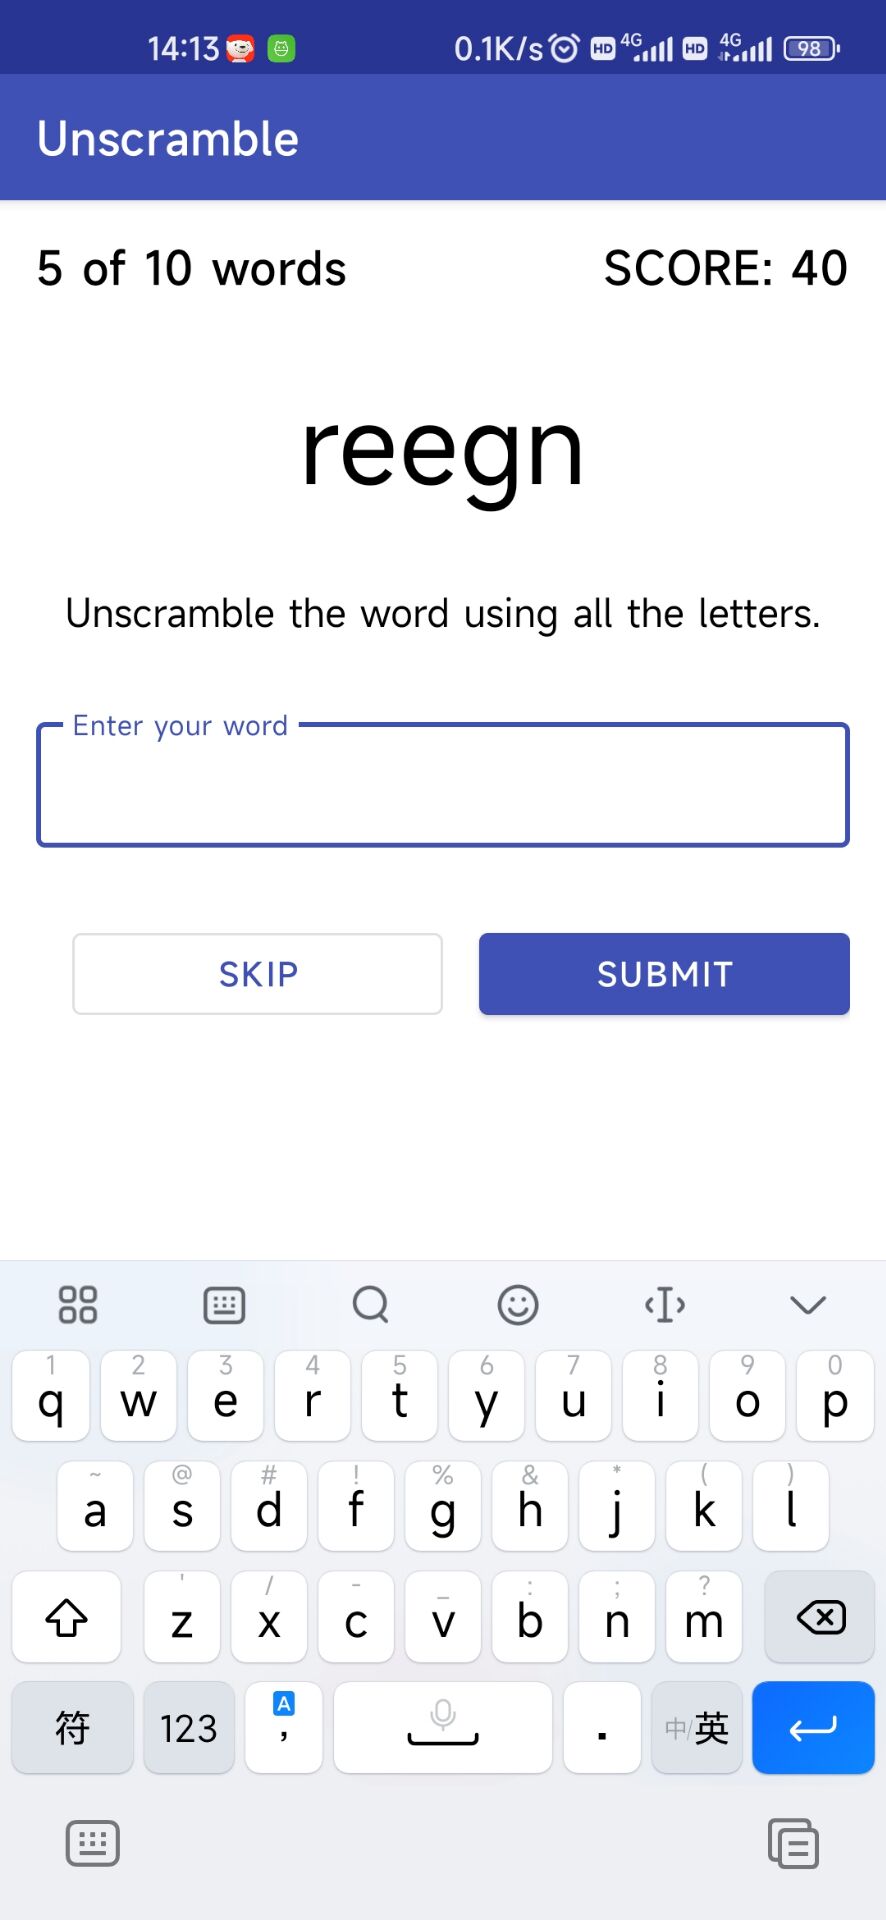 14:13 0.1K/s HD 4G HD 4G 98
Unscramble
5 of 10 words SCORE: 40
reegn
Unscramble the word using all the letters.
Enter your word
SKIP SUBMIT
1 2 3 4 5 6 7 8 9 0
q w e r t y u i o p
~ @ # ! % & * ( )
a s d f g h j k l
' / - _ : ; ?
z x c v b n m
符 123 A , . 中/英